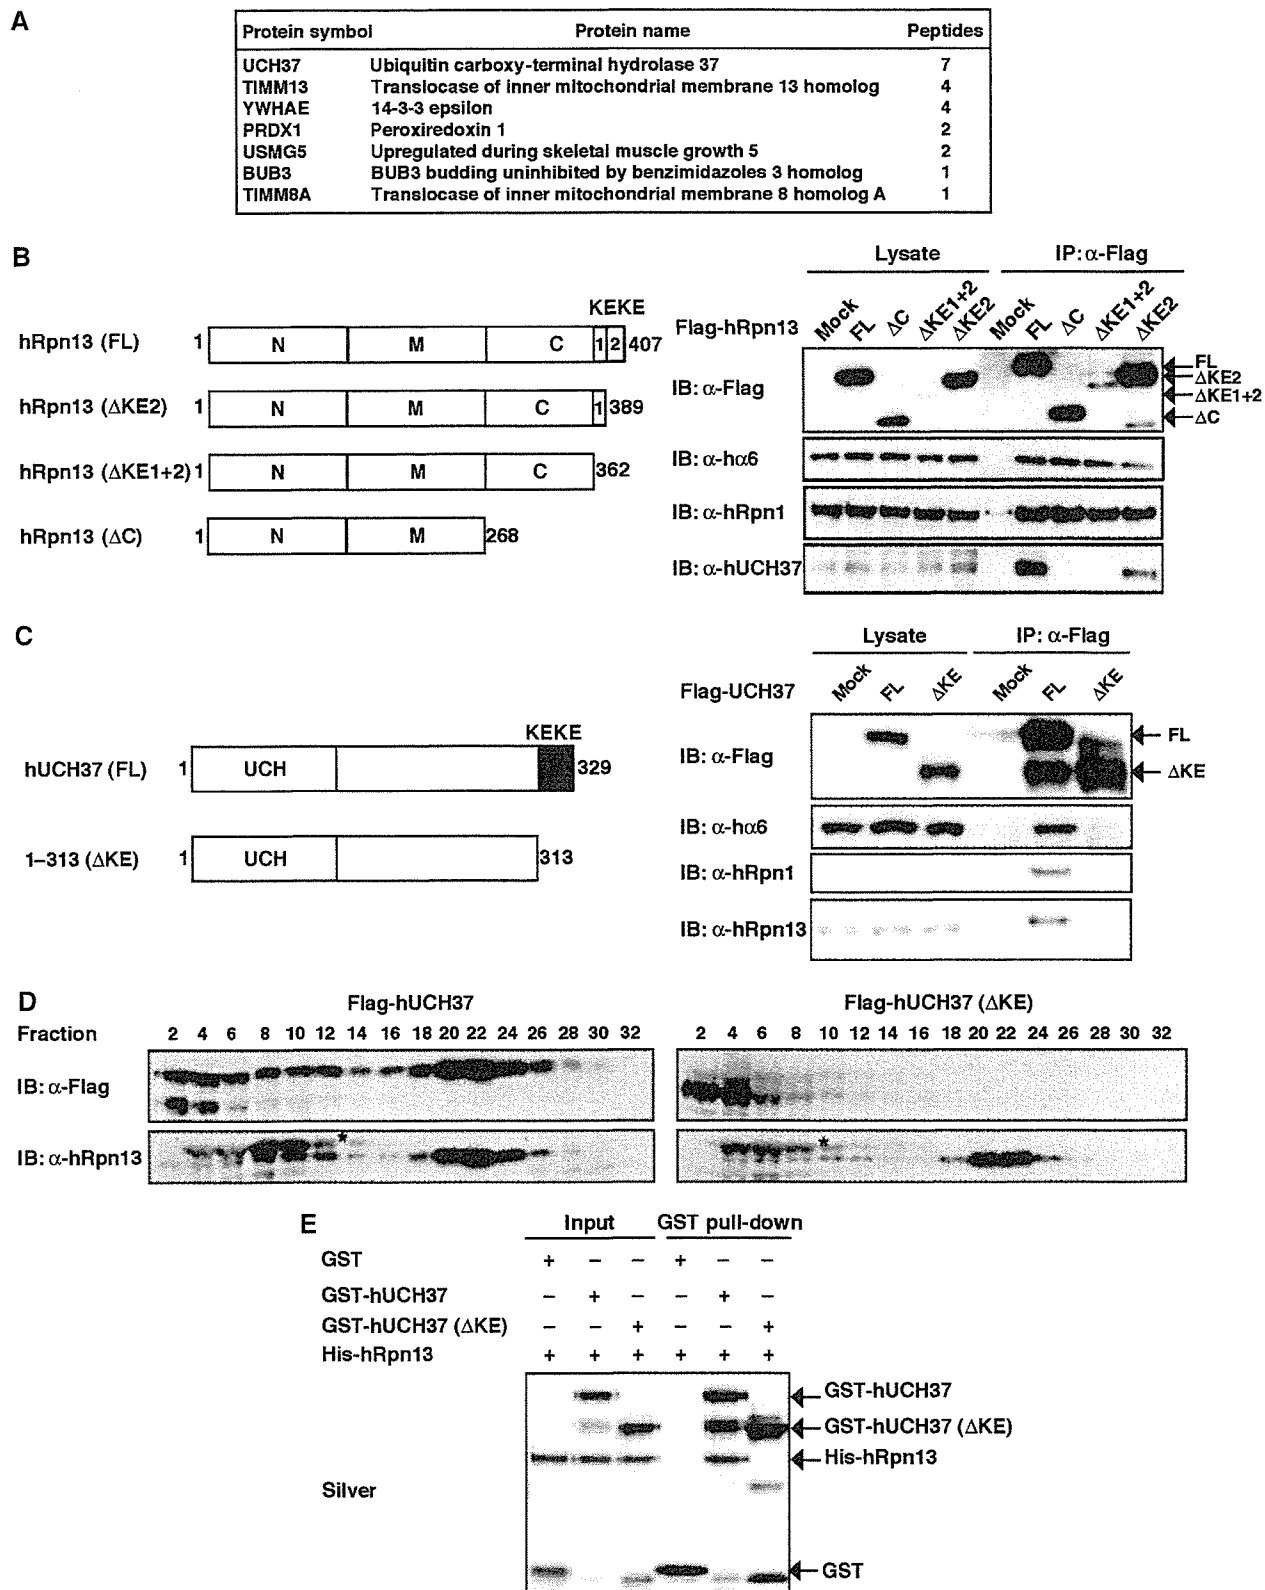 A
Protein symbol Protein name Peptides
UCH37 Ubiquitin carboxy-terminal hydrolase 37 7
TIMM13 Translocase of inner mitochondrial membrane 13 homolog 4
YWHAE 14-3-3 epsilon 4
PRDX1 Peroxiredoxin 1 2
USMG5 Upregulated during skeletal muscle growth 5 2
BUB3 BUB3 budding uninhibited by benzimidazoles 3 homolog 1
TIMM8A Translocase of inner mitochondrial membrane 8 homolog A 1
B
KEKE
hRpn13 (FL) 1 N M C 1 2 407
hRpn13 (ΔKE2) 1 N M C 1 389
hRpn13 (ΔKE1+2) 1 N M C 362
hRpn13 (ΔC) 1 N M 268
Lysate IP: α-Flag
Flag-hRpn13 Mock FL ΔC ΔKE1+2 ΔKE2 Mock FL ΔC ΔKE1+2 ΔKE2
IB: α-Flag
FL
ΔKE2
ΔKE1+2
ΔC
IB: α-hα6
IB: α-hRpn1
IB: α-hUCH37
C
KEKE
hUCH37 (FL) 1 UCH 329
1–313 (ΔKE) 1 UCH 313
Lysate IP: α-Flag
Flag-UCH37 Mock FL ΔKE Mock FL ΔKE
IB: α-Flag
FL
ΔKE
IB: α-hα6
IB: α-hRpn1
IB: α-hRpn13
D
Flag-hUCH37 Flag-hUCH37 (ΔKE)
Fraction 2 4 6 8 10 12 14 16 18 20 22 24 26 28 30 32 2 4 6 8 10 12 14 16 18 20 22 24 26 28 30 32
IB: α-Flag
IB: α-hRpn13 * *
E
Input GST pull-down
GST + – – + – –
GST-hUCH37 – + – – + –
GST-hUCH37 (ΔKE) – – + – – +
His-hRpn13 + + + + + +
GST-hUCH37
GST-hUCH37 (ΔKE)
His-hRpn13
Silver
GST